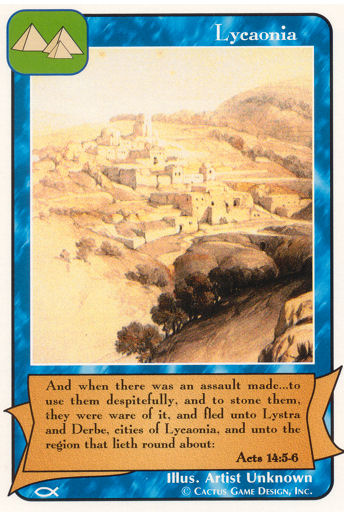 Lycaonia
And when there was an assault made...to
use them despitefully, and to stone them,
they were ware of it, and fled unto Lystra
and Derbe, cities of Lycaonia, and unto the
region that lieth round about:
Acts 14:5-6
Illus. Artist Unknown
© Cactus Game Design, Inc.